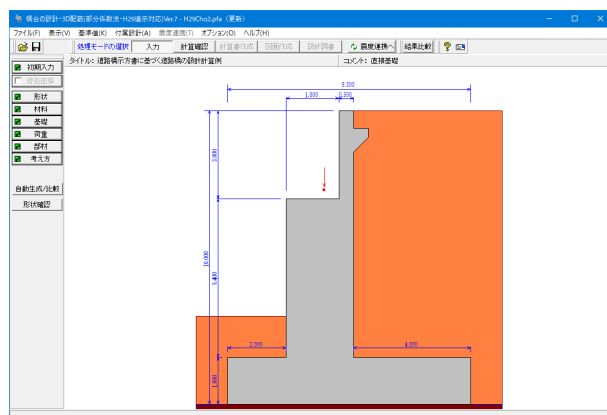 橋台の設計・3D配筋(部分係数法・H29道示対応)Ver.7 - H29Cho2.pfa（更新）
ファイル(F) 表示(V) 基準値(K) 付属設計(A) 震度連携(T) オプション(O) ヘルプ(H)
処理モードの選択 入力 計算確認 計算書作成 図面作成 設計調書 震度連携へ 結果比較
初期入力 タイトル: 道路橋示方書に基づく道路橋の設計計算例 コメント: 直接基礎
形状
材料
基礎
荷重
部材
考え方
自動生成/比較
形状確認
8.300
1.800 0.500
3.000
10.000
5.400
2.000 4.000
1.600